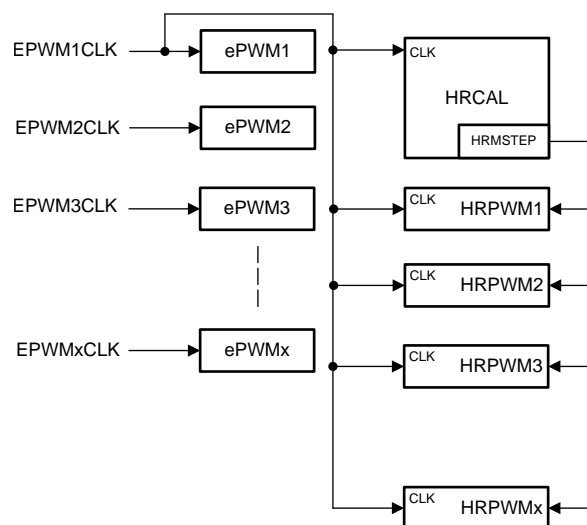 EPWM1CLK
ePWM1
EPWM2CLK
ePWM2
EPWM3CLK
ePWM3
EPWMxCLK
ePWMx
CLK
HRCAL
HRMSTEP
CLK
HRPWM1
CLK
HRPWM2
CLK
HRPWM3
CLK
HRPWMx